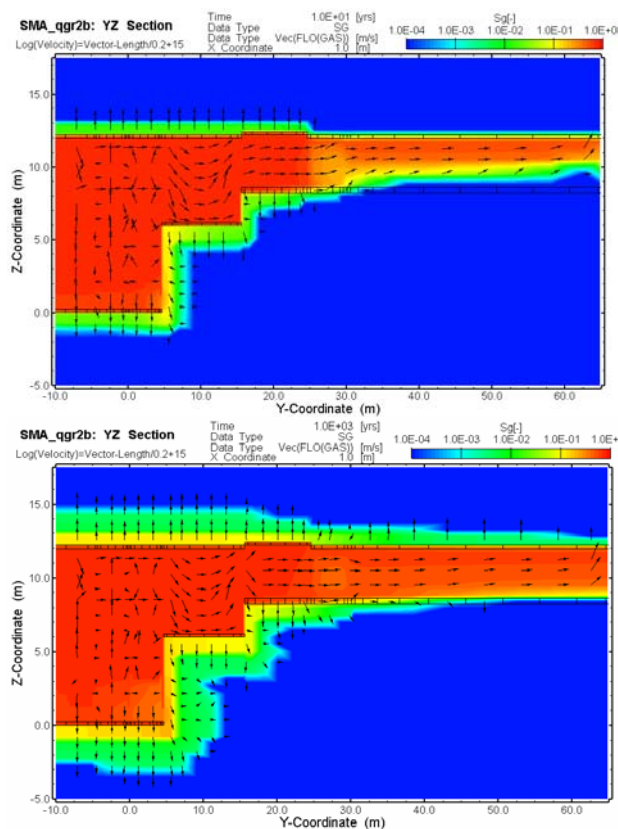 SMA_qgr2b: YZ Section
Log(Velocity)=Vector-Length/0.2+15
Time 1.0E+01 [yrs]
Data Type SG
Data Type Vec(FLO(GAS)) [m/s]
X Coordinate 1.0 [m]
Sg[-]
1.0E-04 1.0E-03 1.0E-02 1.0E-01 1.0E+0
15.0
10.0
5.0
0.0
-5.0
Z-Coordinate (m)
-10.0 0.0 10.0 20.0 30.0 40.0 50.0 60.0
Y-Coordinate (m)
SMA_qgr2b: YZ Section
Log(Velocity)=Vector-Length/0.2+15
Time 1.0E+03 [yrs]
Data Type SG
Data Type Vec(FLO(GAS)) [m/s]
X Coordinate 1.0 [m]
Sg[-]
1.0E-04 1.0E-03 1.0E-02 1.0E-01 1.0E+
15.0
10.0
5.0
0.0
-5.0
Z-Coordinate (m)
-10.0 0.0 10.0 20.0 30.0 40.0 50.0 60.0
Y-Coordinate (m)